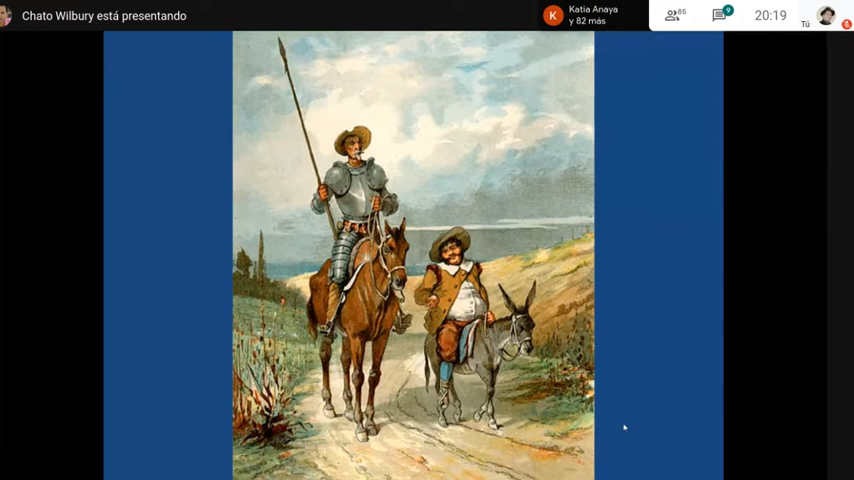 Chato Wilbury está presentando
K
Katia Anaya
y 82 más
85
9
20:19
Tú